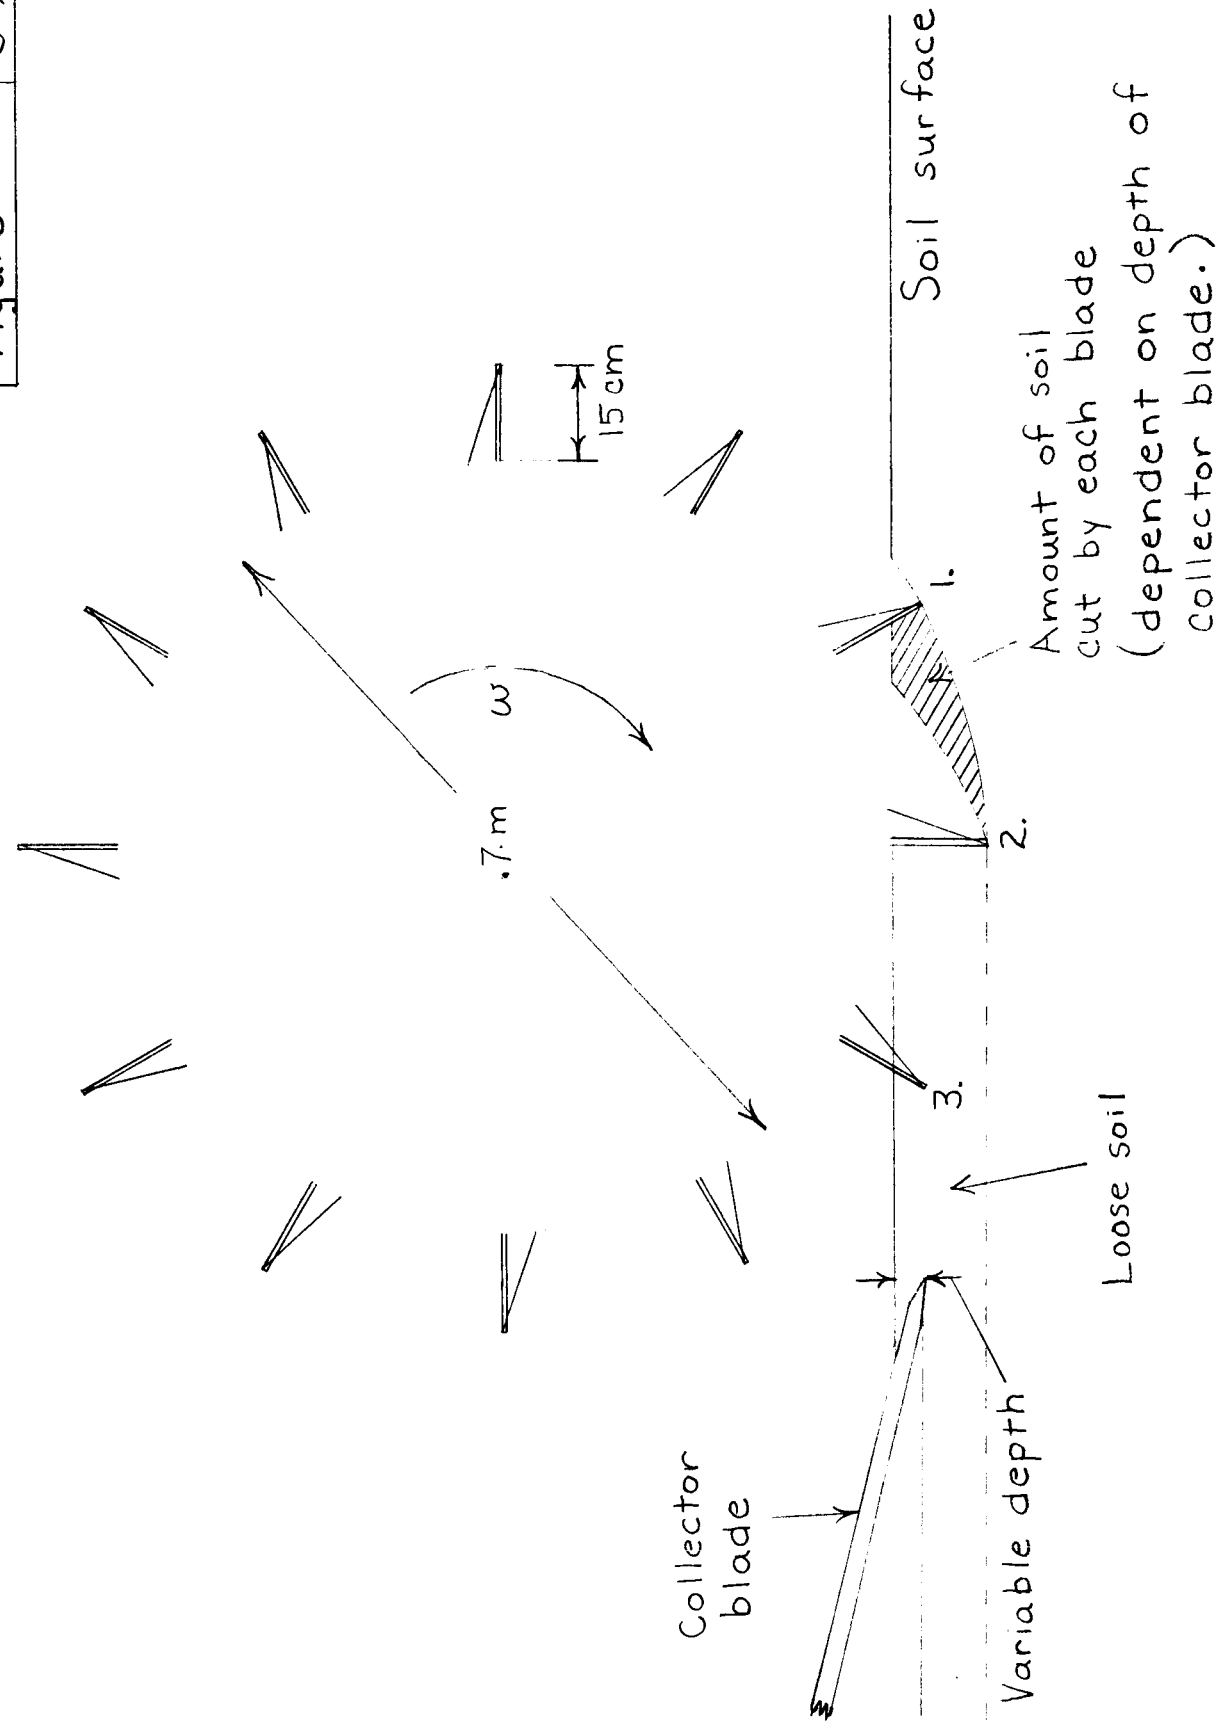 Figure
15 cm
ω
.7 m
Soil surface
1.
2.
3.
Amount of soil
cut by each blade
(dependent on depth of
collector blade.)
Collector
blade
Loose soil
Variable depth